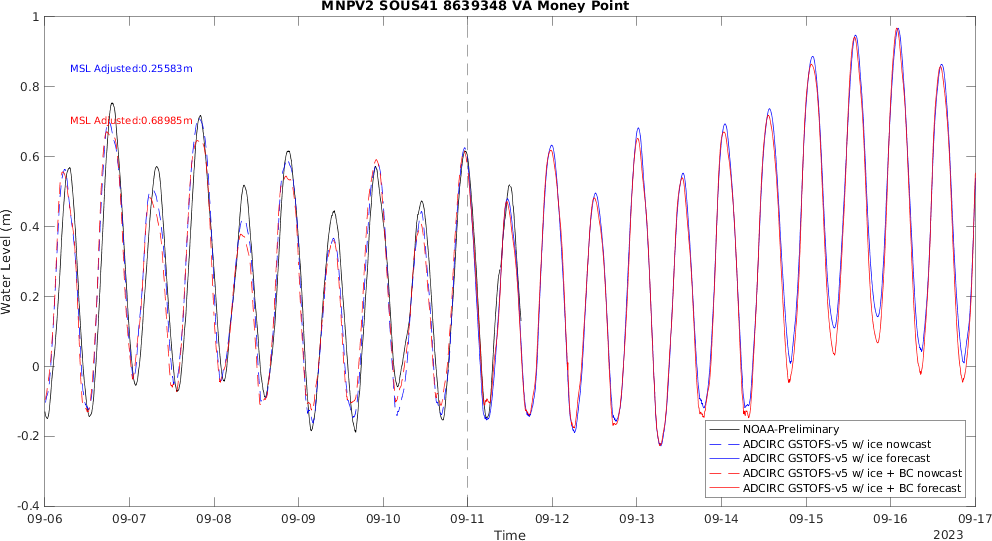 MNPV2 SOUS41 8639348 VA Money Point
MSL Adjusted:0.25583m
MSL Adjusted:0.68985m
Water Level (m)
1
0.8
0.6
0.4
0.2
0
-0.2
-0.4
NOAA-Preliminary
ADCIRC GSTOFS-v5 w/ ice nowcast
ADCIRC GSTOFS-v5 w/ ice forecast
ADCIRC GSTOFS-v5 w/ ice + BC nowcast
ADCIRC GSTOFS-v5 w/ ice + BC forecast
09-06 09-07 09-08 09-09 09-10 09-11 09-12 09-13 09-14 09-15 09-16 09-17
Time
2023